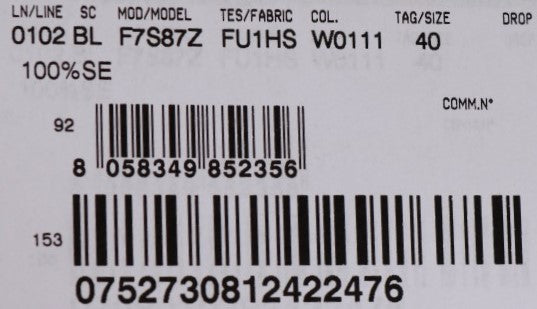 LN/LINE SC MOD/MODEL TES/FABRIC COL. TAG/SIZE DROP
0102 BL F7S87Z FU1HS W0111 40
100%SE
COMM.N°
92
8 058349 852356
153
0752730812422476